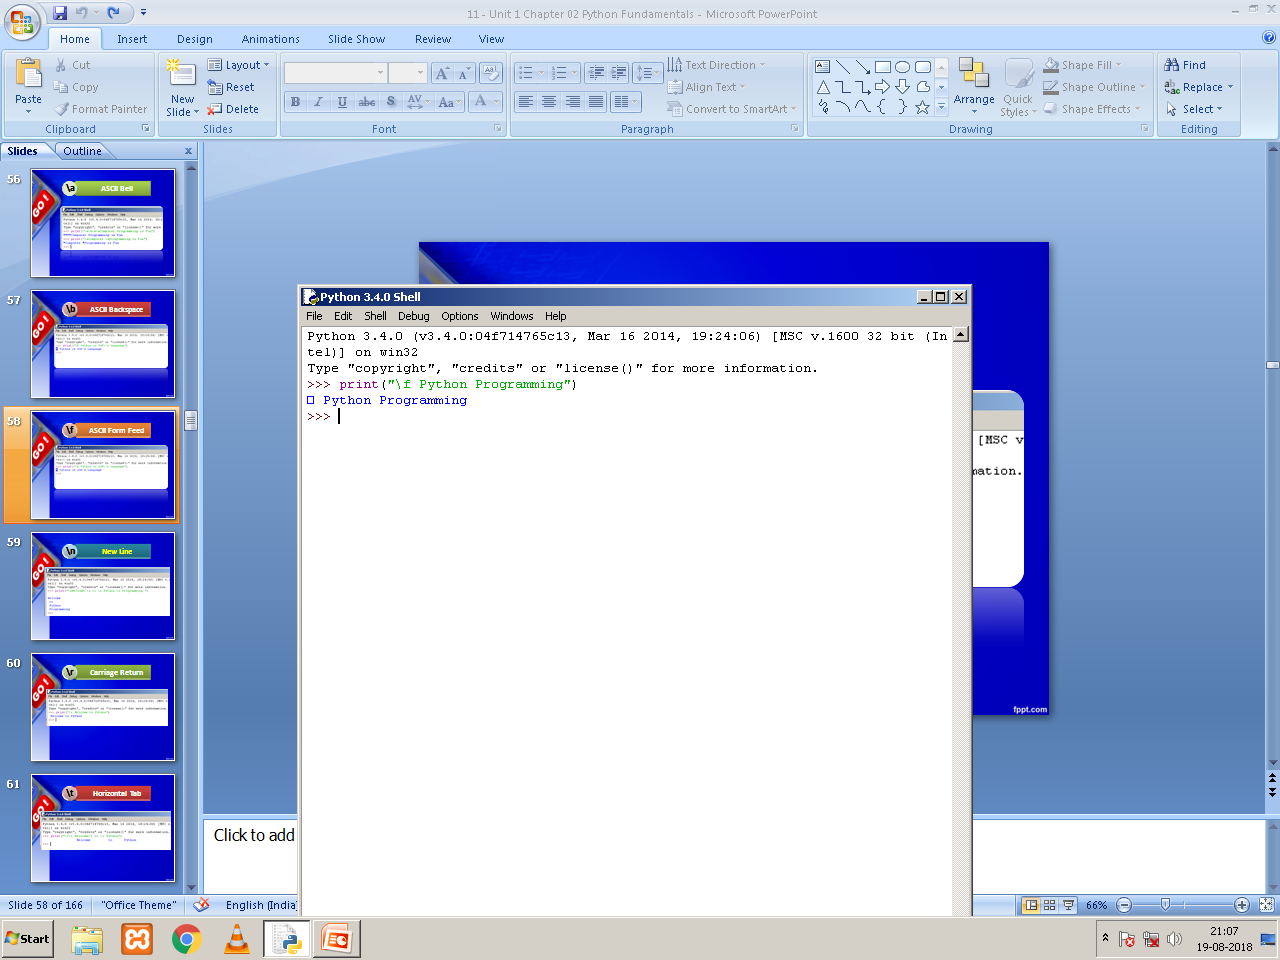 11 - Unit 1 Chapter 02 Python Fundamentals - Microsoft PowerPoint
Home Insert Design Animations Slide Show Review View
Paste
Cut
Copy
Format Painter
Clipboard
New Slide
Layout
Reset
Delete
Slides
B I U abc S AV Aa A
Font
Text Direction
Align Text
Convert to SmartArt
Paragraph
Arrange
Quick Styles
Shape Fill
Shape Outline
Shape Effects
Drawing
Find
Replace
Select
Editing
Slides Outline
56
\a ASCII Bell
57
\b ASCII Backspace
58
\f ASCII Form Feed
59
\n New Line
60
\r Carriage Return
61
\t Horizontal Tab
GO !
Python 3.4.0 Shell
File Edit Shell Debug Options Windows Help
Python 3.4.0 (v3.4.0:04f714765c13, Mar 16 2014, 19:24:06) [MSC v.1600 32 bit (In
tel)] on win32
Type "copyright", "credits" or "license()" for more information.
>>> print("\f Python Programming")
Python Programming
>>>
[MSC v
mation.
fppt.com
Click to add
Slide 58 of 166 "Office Theme" English (India) 66%
Start
21:07
19-08-2018